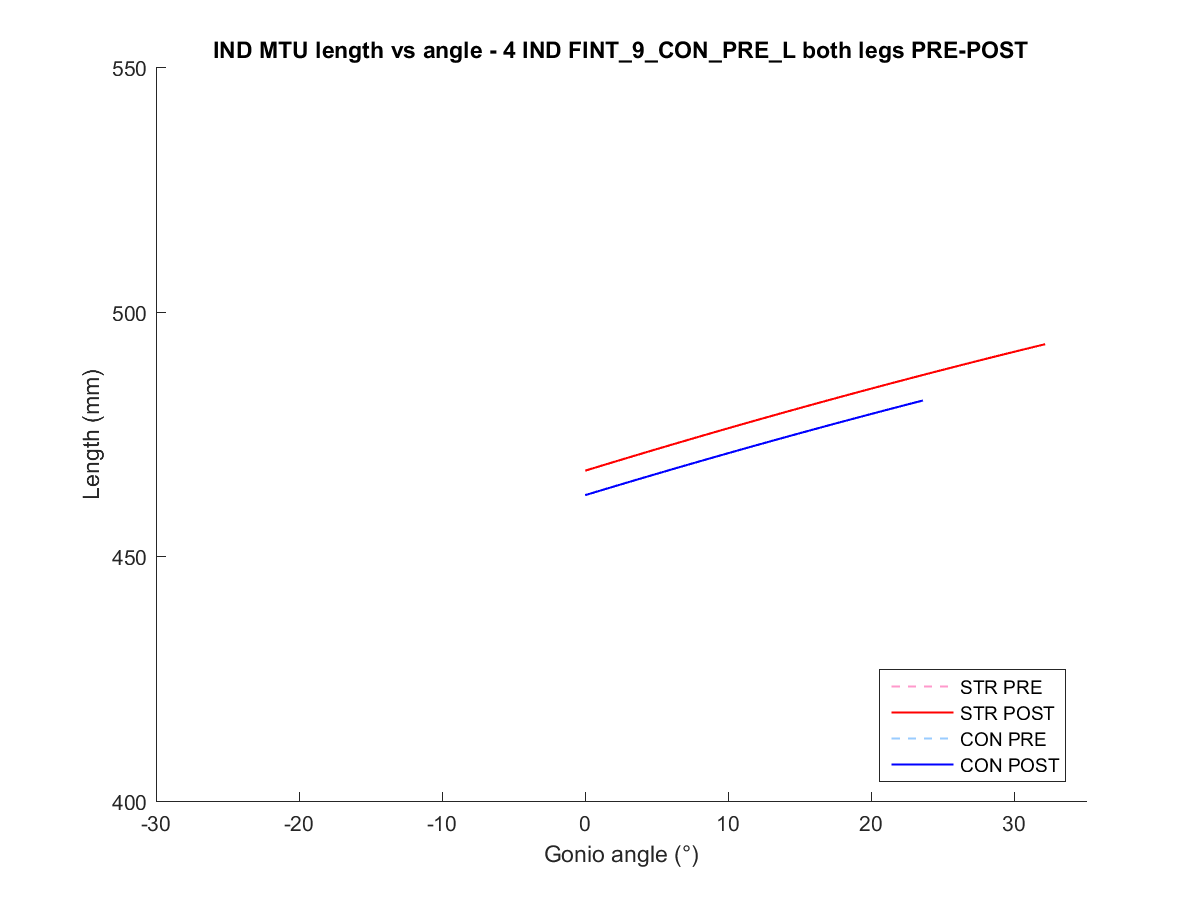 IND MTU length vs angle - 4 IND FINT_9_CON_PRE_L both legs PRE-POST
550
500
450
400
Length (mm)
-30
-20
-10
0
10
20
30
Gonio angle (°)
STR PRE
STR POST
CON PRE
CON POST